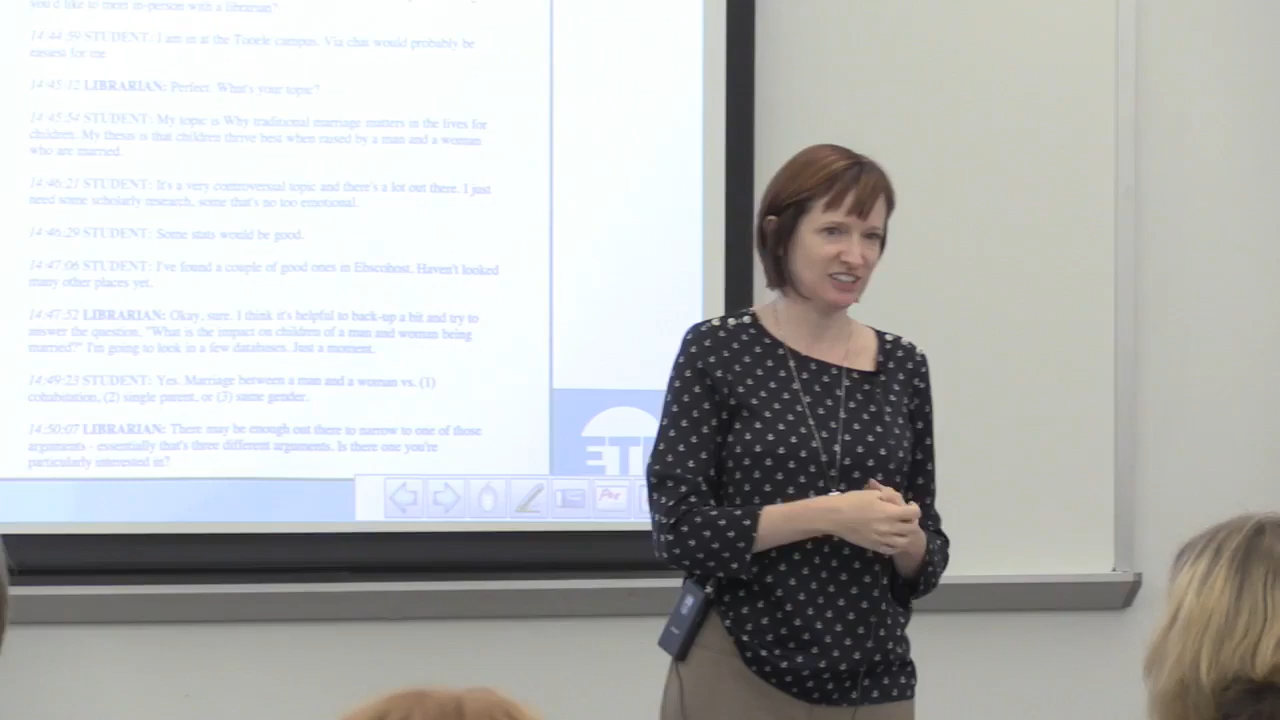 you'd like to meet in-person with a librarian"
14:44:39 STUDENT: I am in at the Tooele campus. Via chat would probably be
easiest for me.
14:45:12 LIBRARIAN: Perfect. What's your topic?
14:45:54 STUDENT: My topic is Why traditional marriage matters in the lives for
children. My thesis is that children thrive best when raised by a man and a woman
who are married.
14:46:21 STUDENT: It's a very controversial topic and there's a lot out there. I just
need some scholarly research, some that's no too emotional.
14:46:29 STUDENT: Some stats would be good.
14:47:06 STUDENT: I've found a couple of good ones in Ebscohost. Haven't looked
many other places yet.
14:47:52 LIBRARIAN: Okay, sure. I think it's helpful to back-up a bit and try to
answer the question, "What is the impact on children of a man and woman being
married?" I'm going to look in a few databases. Just a moment.
14:49:23 STUDENT: Yes. Marriage between a man and a woman vs. (1)
cohabitation, (2) single parent, or (3) same gender.
14:50:07 LIBRARIAN: There may be enough out there to narrow to one of those
arguments - essentially that's three different arguments. Is there one you're
particularly interested in?